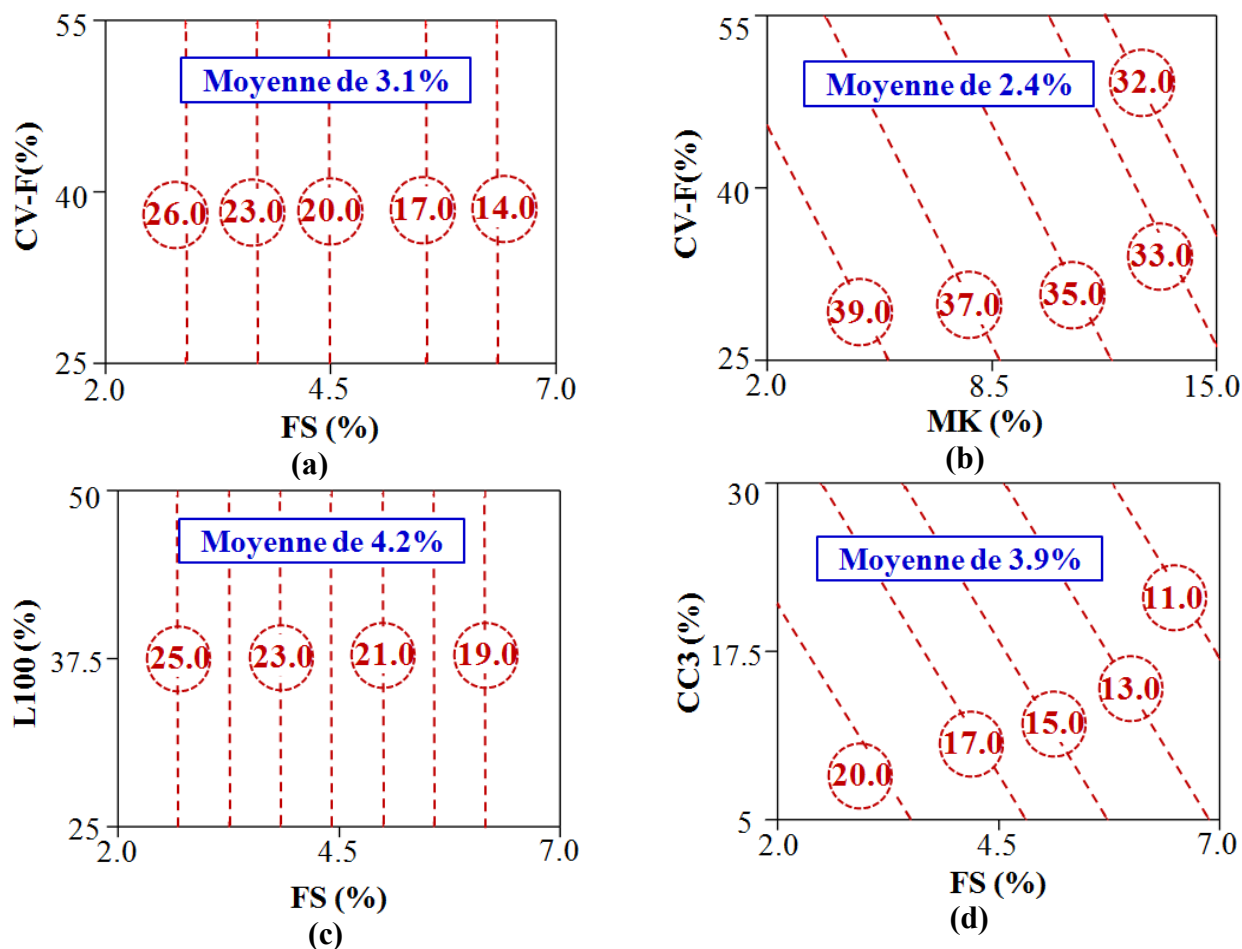 55
Moyenne de 3.1%
CV-F(%)
40
26.0 23.0 20.0 17.0 14.0
25
2.0 4.5 7.0
FS (%)
(a)
55
Moyenne de 2.4%
32.0
CV-F(%)
40
33.0
39.0 37.0 35.0
25
2.0 8.5 15.0
MK (%)
(b)
50
Moyenne de 4.2%
L100 (%)
37.5
25.0 23.0 21.0 19.0
25
2.0 4.5 7.0
FS (%)
(c)
30
Moyenne de 3.9%
11.0
CC3 (%)
17.5
13.0
20.0 17.0 15.0
5
2.0 4.5 7.0
FS (%)
(d)